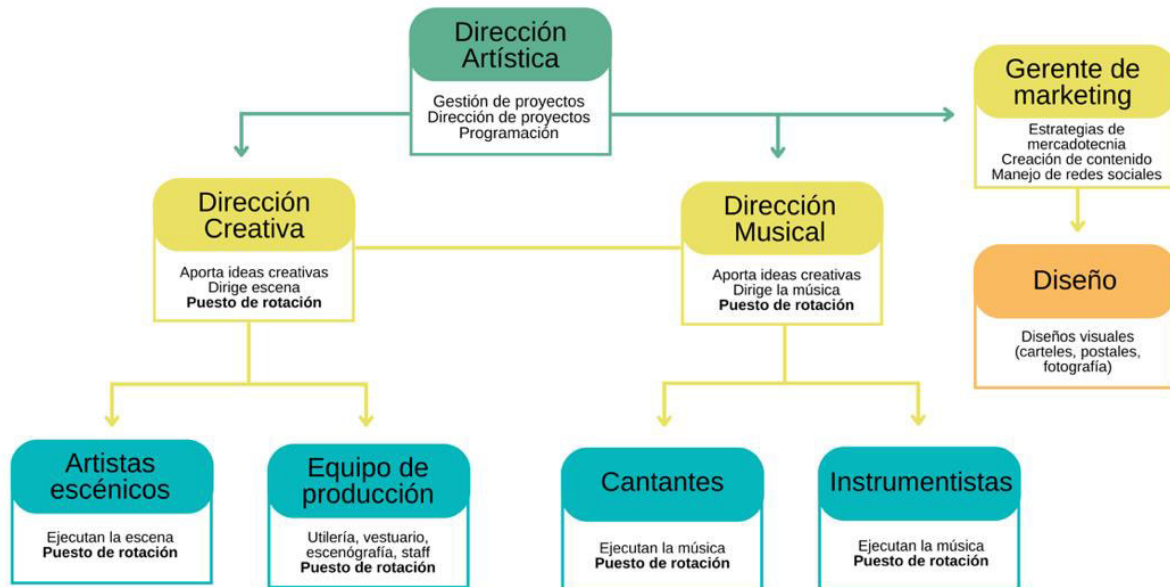 Dirección
Artística
Gestión de proyectos
Dirección de proyectos
Programación
Gerente de
marketing
Estrategias de
mercadotecnia
Creación de contenido
Manejo de redes sociales
Dirección
Creativa
Aporta ideas creativas
Dirige escena
Puesto de rotación
Dirección
Musical
Aporta ideas creativas
Dirige la música
Puesto de rotación
Diseño
Diseños visuales
(carteles, postales,
fotografía)
Artistas
escénicos
Ejecutan la escena
Puesto de rotación
Equipo de
producción
Utilería, vestuario,
escenógrafía, staff
Puesto de rotación
Cantantes
Ejecutan la música
Puesto de rotación
Instrumentistas
Ejecutan la música
Puesto de rotación